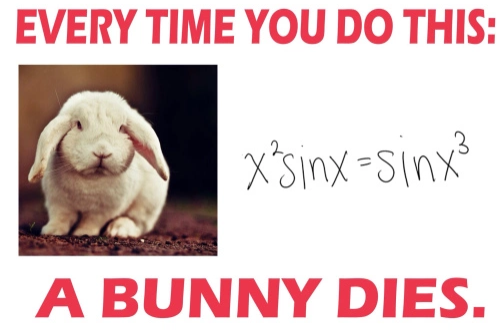 EVERY TIME YOU DO THIS:
x²sinx=sinx³
A BUNNY DIES.